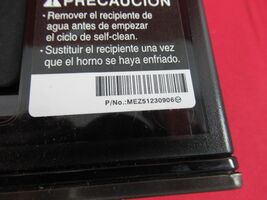 ⚠PRECAUCIÓN
• Remover el recipiente de
agua antes de empezar
el ciclo de self-clean.
• Sustituir el recipiente una vez
que el horno se haya enfriado.
P/No.: MEZ51230906